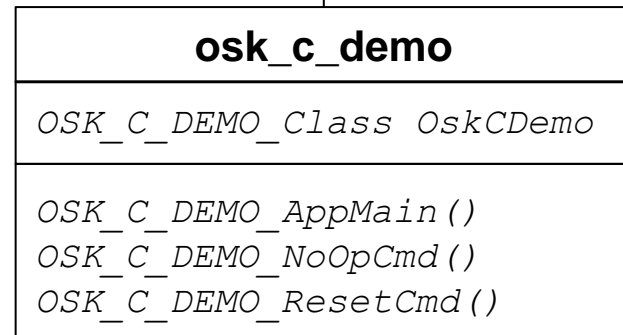 osk_c_demo
OSK_C_DEMO_Class OskCDemo
OSK_C_DEMO_AppMain()
OSK_C_DEMO_NoOpCmd()
OSK_C_DEMO_ResetCmd()